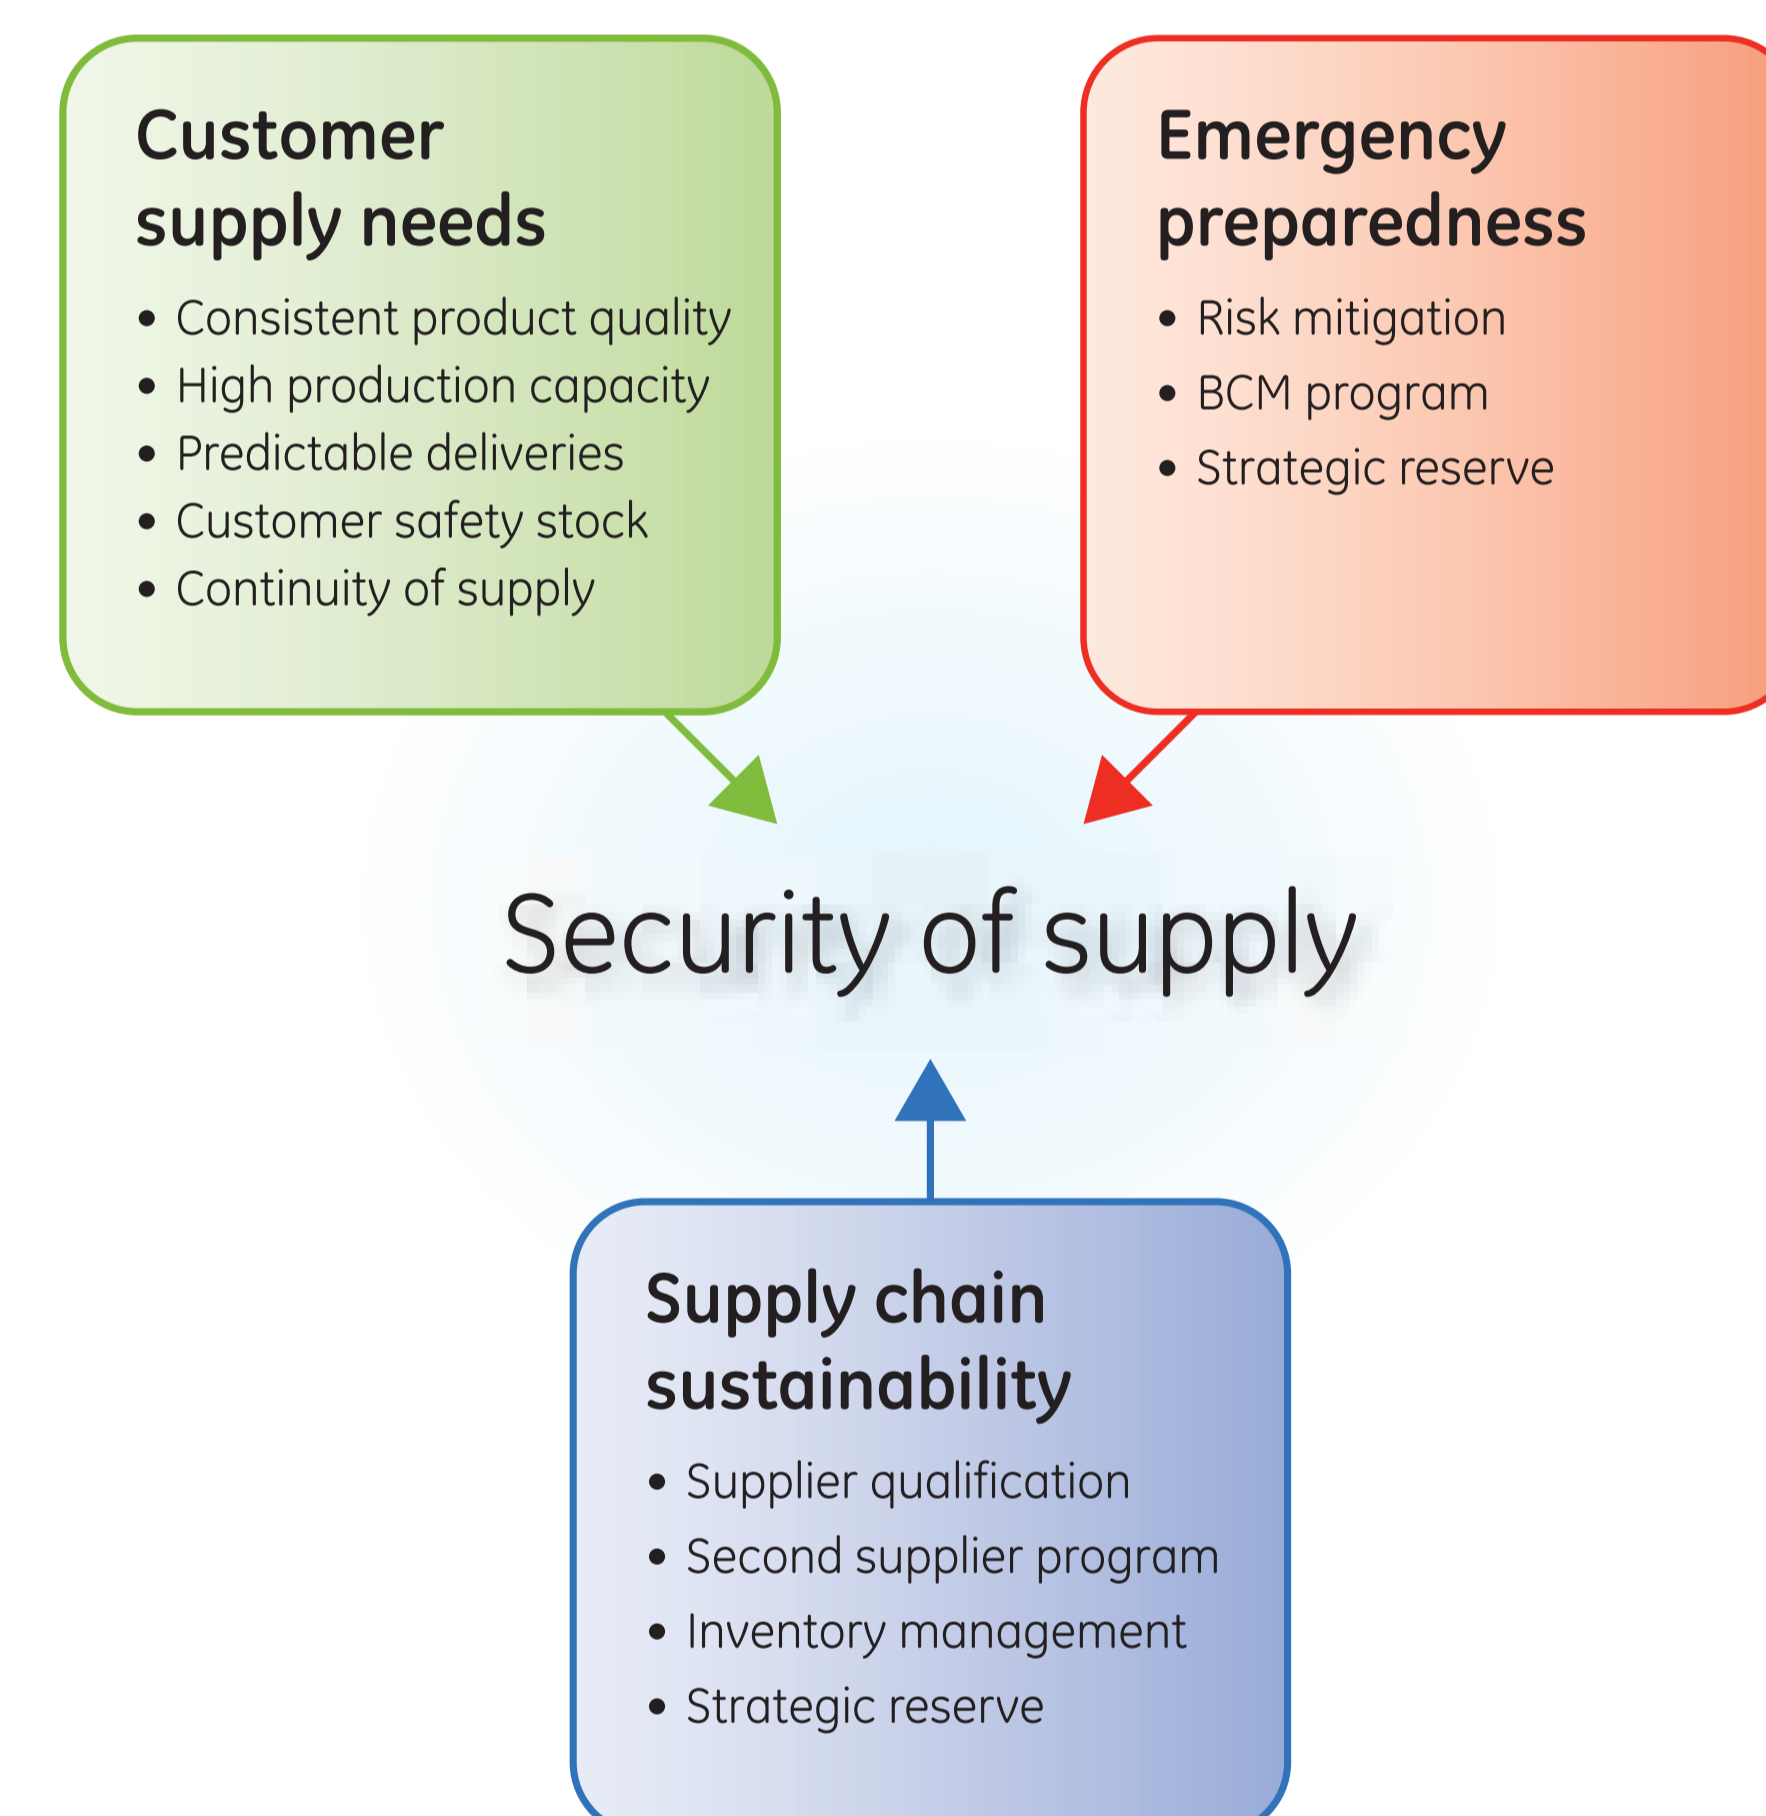 Customer
supply needs
• Consistent product quality
• High production capacity
• Predictable deliveries
• Customer safety stock
• Continuity of supply
Emergency
preparedness
• Risk mitigation
• BCM program
• Strategic reserve
Security of supply
Supply chain
sustainability
• Supplier qualification
• Second supplier program
• Inventory management
• Strategic reserve